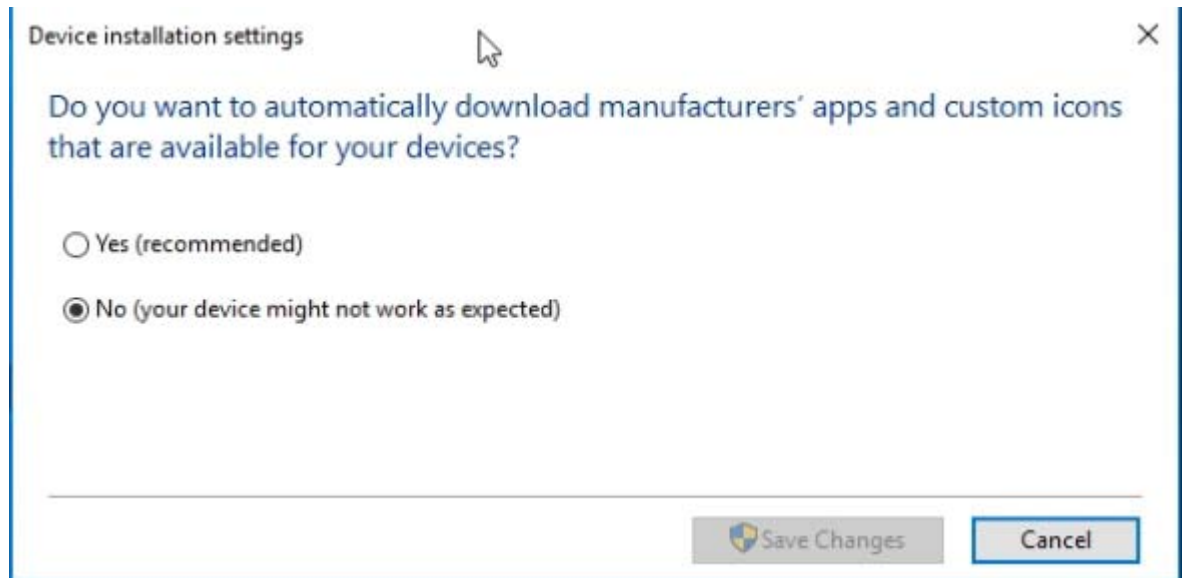 Device installation settings
Do you want to automatically download manufacturers' apps and custom icons
that are available for your devices?
Yes (recommended)
No (your device might not work as expected)
Save Changes
Cancel